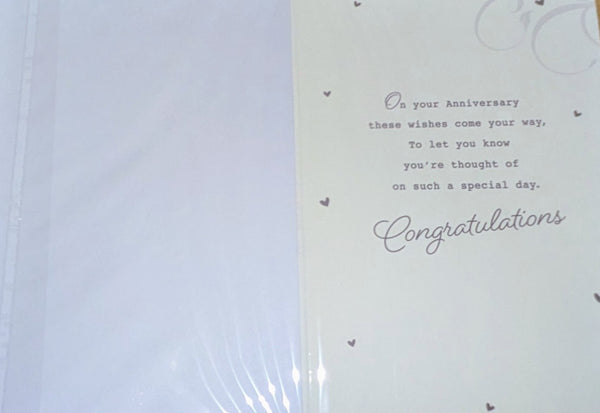 On your Anniversary
these wishes come your way,
To let you know
you're thought of
on such a special day.
Congratulations